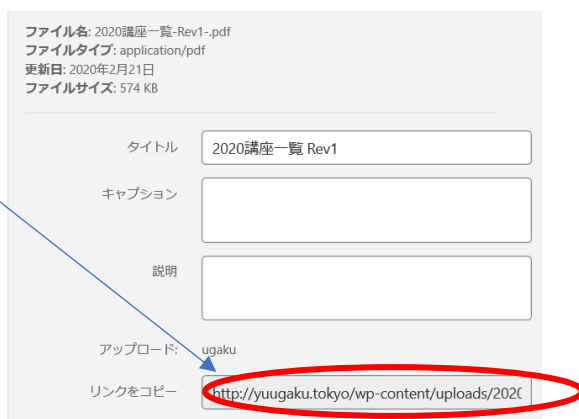 ファイル名: 2020講座一覧-Rev1-.pdf
ファイルタイプ: application/pdf
更新日: 2020年2月21日
ファイルサイズ: 574 KB
タイトル 2020講座一覧 Rev1
キャプション
説明
アップロード: ugaku
リンクをコピー http://yuugaku.tokyo/wp-content/uploads/202